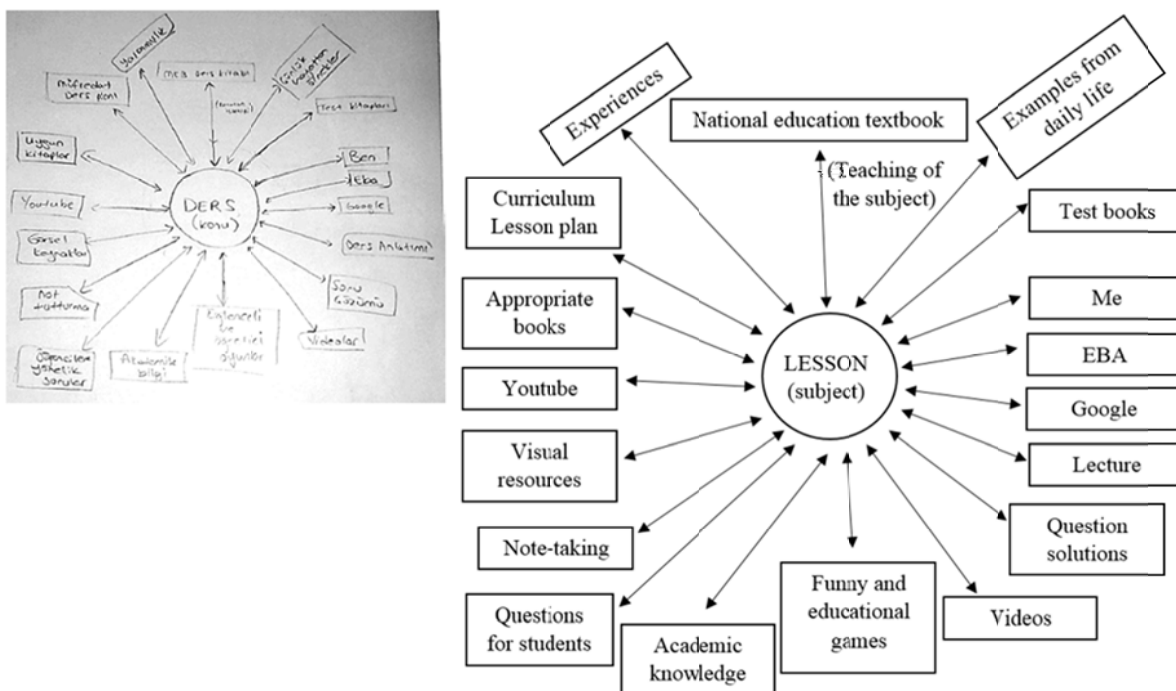 Yaratıcılık
MEB Ders kitabı
Günlük
hayattan
örnekler
Müfredat
Ders planı
Test kitapları
Uygun
kitaplar
Ben
Eba
Youtube
DERS
(konu)
Google
Görsel
kaynaklar
Ders Anlatımı
Not
tutturma
Soru
Çözümü
Eğlenceli
ve
öğretici
oyunlar
Videolar
Öğrencilere
yönelik
sorular
Akademik
bilgi
Experiences
National education textbook
Examples from
daily life
(Teaching of
the subject)
Curriculum
Lesson plan
Test books
Appropriate
books
Me
LESSON
(subject)
EBA
Youtube
Google
Visual
resources
Lecture
Note-taking
Question
solutions
Funny and
educational
games
Questions
for students
Academic
knowledge
Videos